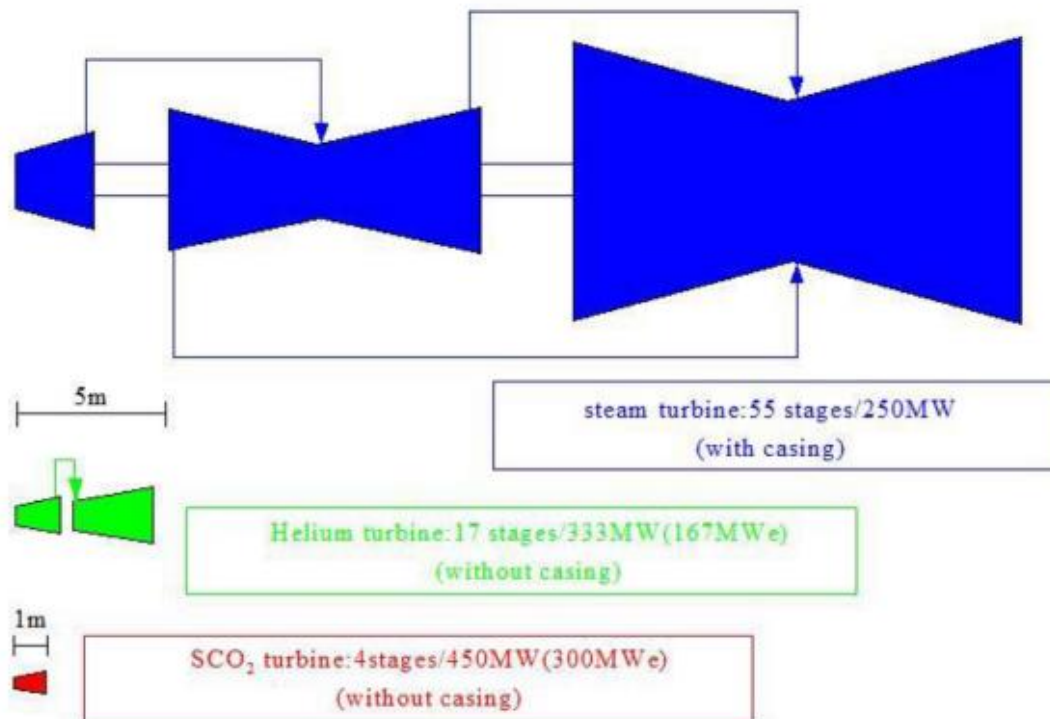 5m
steam turbine:55 stages/250MW
(with casing)
Helium turbine:17 stages/333MW(167MWe)
(without casing)
1m
SCO₂ turbine:4stages/450MW(300MWe)
(without casing)